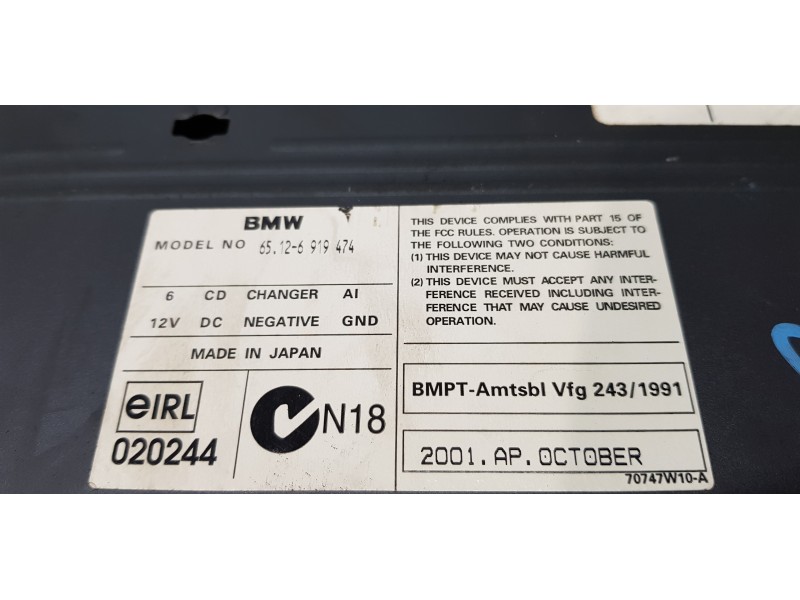 BMW
MODEL NO 65.12-6 919 474
6 CD CHANGER AI
12V DC NEGATIVE GND
MADE IN JAPAN
eIRL
020244
N18
THIS DEVICE COMPLIES WITH PART 15 OF
THE FCC RULES. OPERATION IS SUBJECT TO
THE FOLLOWING TWO CONDITIONS:
(1) THIS DEVICE MAY NOT CAUSE HARMFUL
INTERFERENCE.
(2) THIS DEVICE MUST ACCEPT ANY INTER-
FERENCE RECEIVED INCLUDING INTER-
FERENCE THAT MAY CAUSE UNDESIRED
OPERATION.
BMPT-Amtsbl Vfg 243/1991
2001.AP.OCTOBER
70747W10-A